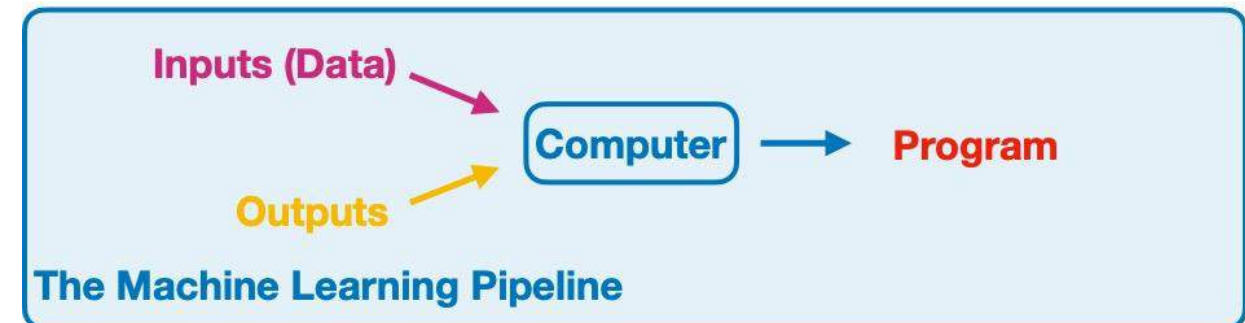 Inputs (Data)
Computer
Program
Outputs
The Machine Learning Pipeline